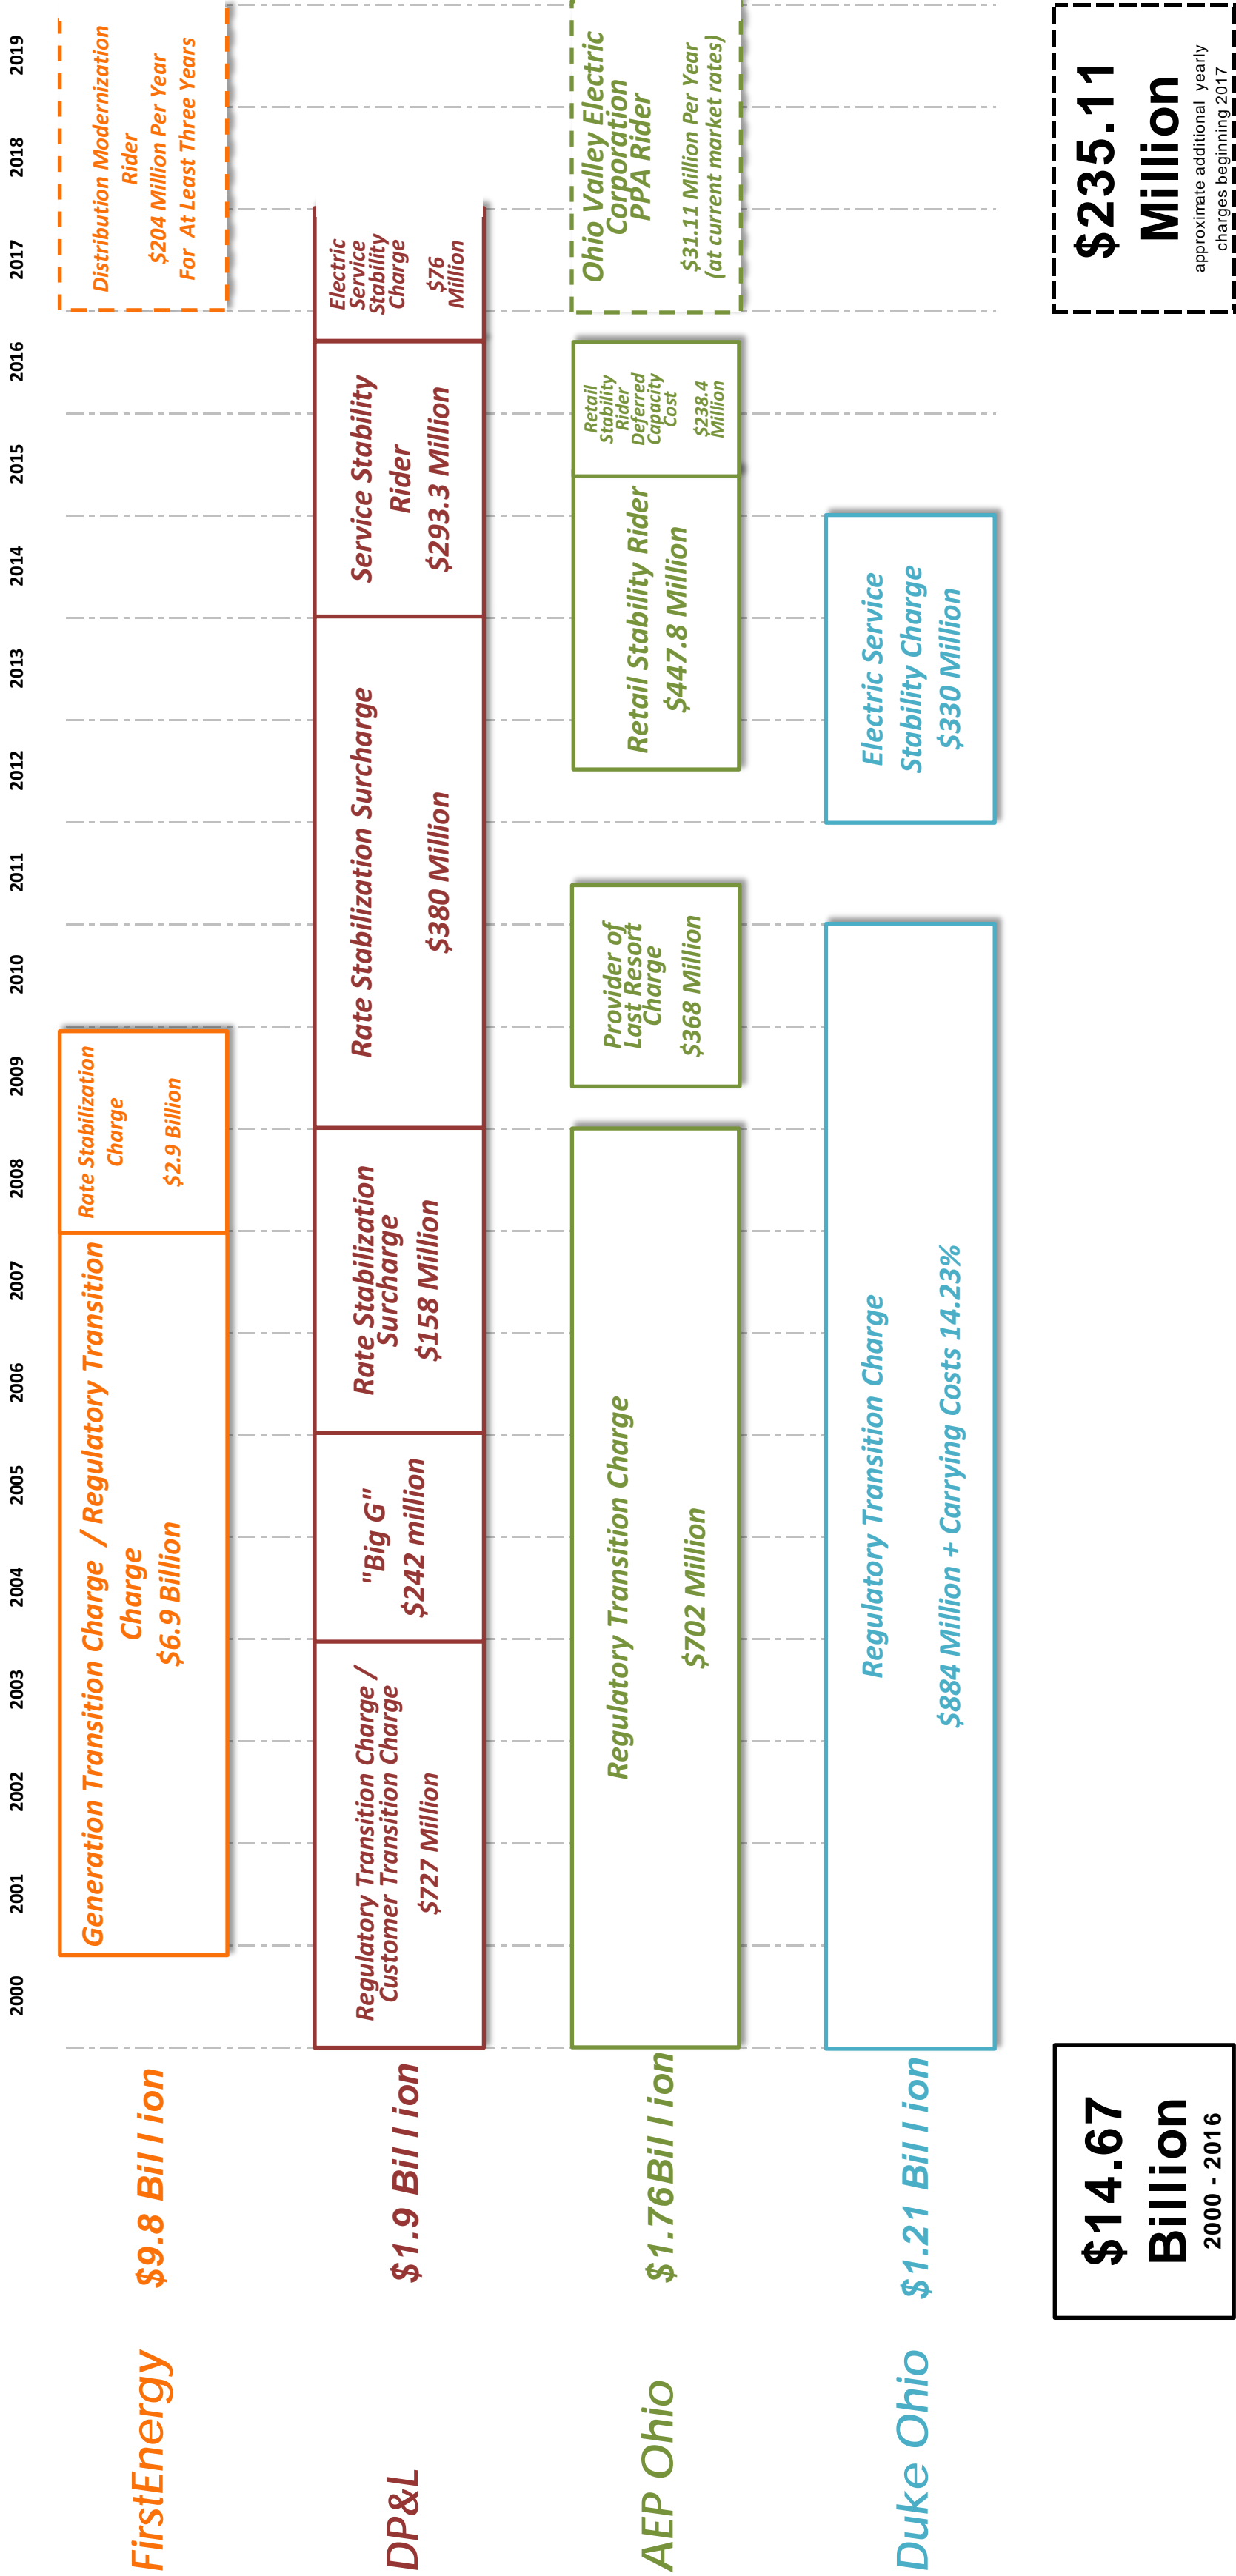 2000 2001 2002 2003 2004 2005 2006 2007 2008 2009 2010 2011 2012 2013 2014 2015 2016 2017 2018 2019
FirstEnergy
$9.8 Billion
Generation Transition Charge / Regulatory Transition
Charge
$6.9 Billion
Rate Stabilization
Charge
$2.9 Billion
Distribution Modernization
Rider
$204 Million Per Year
For At Least Three Years
DP&L
$1.9 Billion
Regulatory Transition Charge /
Customer Transition Charge
$727 Million
"Big G"
$242 million
Rate Stabilization
Surcharge
$158 Million
Rate Stabilization Surcharge
$380 Million
Service Stability
Rider
$293.3 Million
Electric
Service
Stability
Charge
$76
Million
AEP Ohio
$1.76Billion
Regulatory Transition Charge
$702 Million
Provider of
Last Resort
Charge
$368 Million
Retail Stability Rider
$447.8 Million
Retail
Stability
Rider
Deferred
Capacity
Cost
$238.4
Million
Ohio Valley Electric
Corporation
PPA Rider
$31.11 Million Per Year
(at current market rates)
Duke Ohio
$1.21 Billion
Regulatory Transition Charge
$884 Million + Carrying Costs 14.23%
Electric Service
Stability Charge
$330 Million
$14.67
Billion
2000 - 2016
$235.11
Million
approximate additional yearly
charges beginning 2017